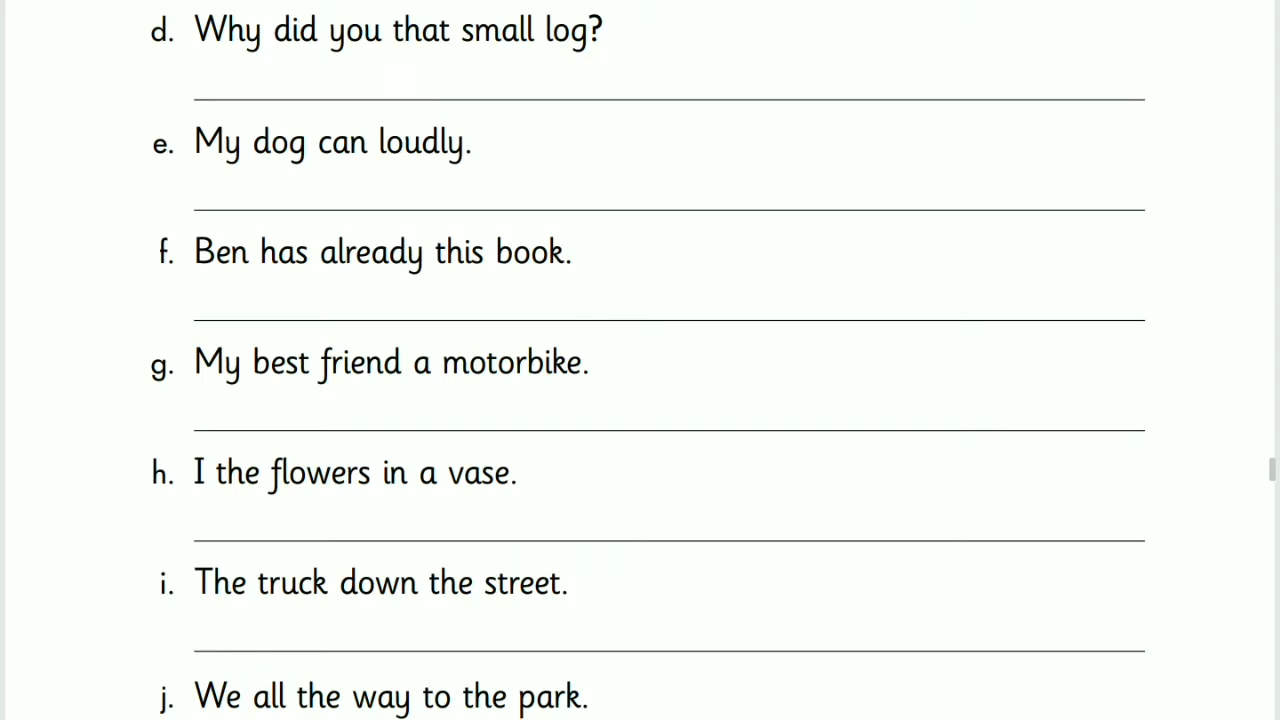 d. Why did you that small log?
e. My dog can loudly.
f. Ben has already this book.
g. My best friend a motorbike.
h. I the flowers in a vase.
i. The truck down the street.
j. We all the way to the park.